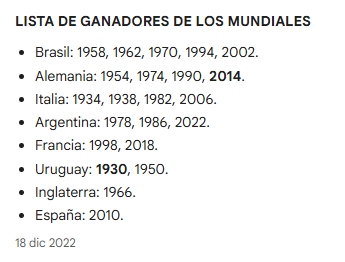 LISTA DE GANADORES DE LOS MUNDIALES
• Brasil: 1958, 1962, 1970, 1994, 2002.
• Alemania: 1954, 1974, 1990, 2014.
• Italia: 1934, 1938, 1982, 2006.
• Argentina: 1978, 1986, 2022.
• Francia: 1998, 2018.
• Uruguay: 1930, 1950.
• Inglaterra: 1966.
• España: 2010.
18 dic 2022